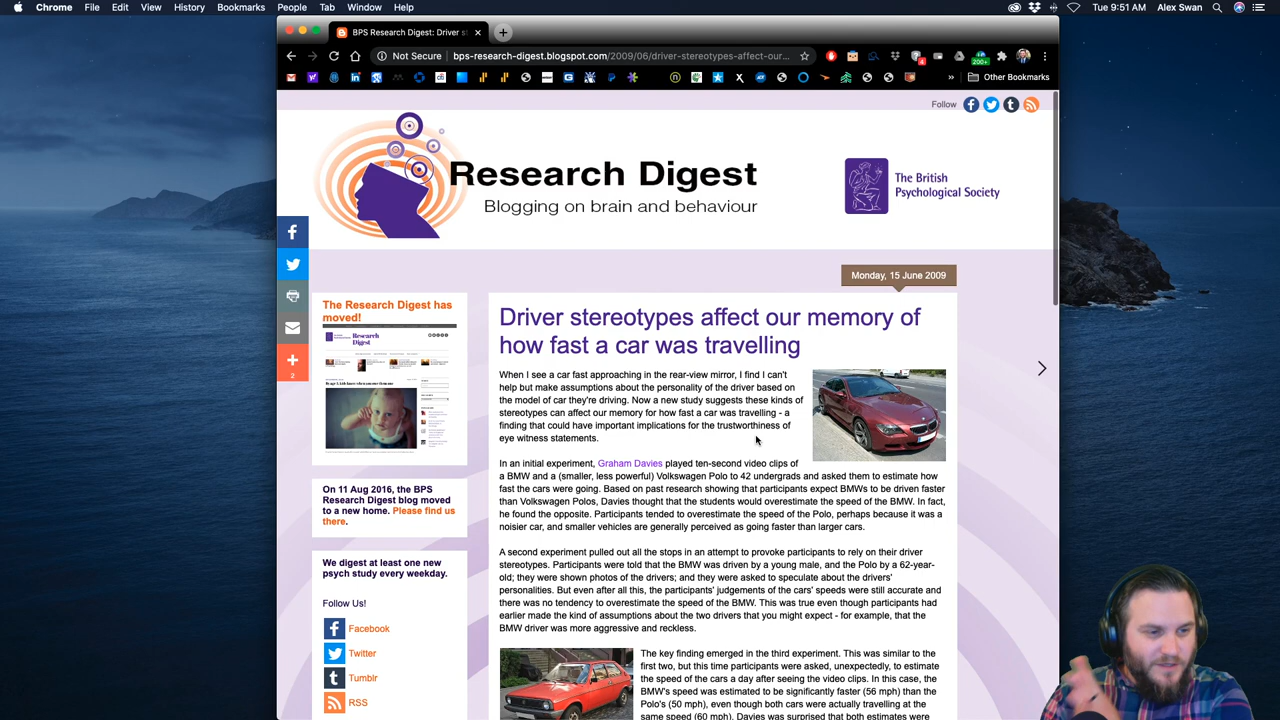 Chrome File Edit View History Bookmarks People Tab Window Help
Tue 9:51 AM Alex Swan
BPS Research Digest: Driver st
Not Secure bps-research-digest.blogspot.com/2009/06/driver-stereotypes-affect-our...
4
200+
citi
G
ADP
X
n
» Other Bookmarks
Follow
Research Digest
Blogging on brain and behaviour
The British
Psychological Society
Monday, 15 June 2009
The Research Digest has
moved!
Research
Digest
On 11 Aug 2016, the BPS
Research Digest blog moved
to a new home. Please find us
there.
We digest at least one new
psych study every weekday.
Follow Us!
Facebook
Twitter
Tumblr
RSS
2
Driver stereotypes affect our memory of
how fast a car was travelling
When I see a car fast approaching in the rear-view mirror, I find I can't
help but make assumptions about the personality of the driver based on
the model of car they're driving. Now a new study suggests these kinds of
stereotypes can affect our memory for how fast a car was travelling - a
finding that could have important implications for the trustworthiness of
eye witness statements.
In an initial experiment, Graham Davies played ten-second video clips of
a BMW and a (smaller, less powerful) Volkswagen Polo to 42 undergrads and asked them to estimate how
fast the cars were going. Based on past research showing that participants expect BMWs to be driven faster
than Volkswagen Polos, Davies thought that the students would overestimate the speed of the BMW. In fact,
he found the opposite. Participants tended to overestimate the speed of the Polo, perhaps because it was a
noisier car, and smaller vehicles are generally perceived as going faster than larger cars.
A second experiment pulled out all the stops in an attempt to provoke participants to rely on their driver
stereotypes. Participants were told that the BMW was driven by a young male, and the Polo by a 62-year-
old; they were shown photos of the drivers; and they were asked to speculate about the drivers'
personalities. But even after all this, the participants' judgements of the cars' speeds were still accurate and
there was no tendency to overestimate the speed of the BMW. This was true even though participants had
earlier made the kind of assumptions about the two drivers that you might expect - for example, that the
BMW driver was more aggressive and reckless.
The key finding emerged in the third experiment. This was similar to the
first two, but this time participants were asked, unexpectedly, to estimate
the speed of the cars a day after seeing the video clips. In this case, the
BMW's speed was estimated to be significantly faster (56 mph) than the
Polo's (50 mph), even though both cars were actually travelling at the
same speed (60 mph). Davies was surprised that both estimates were